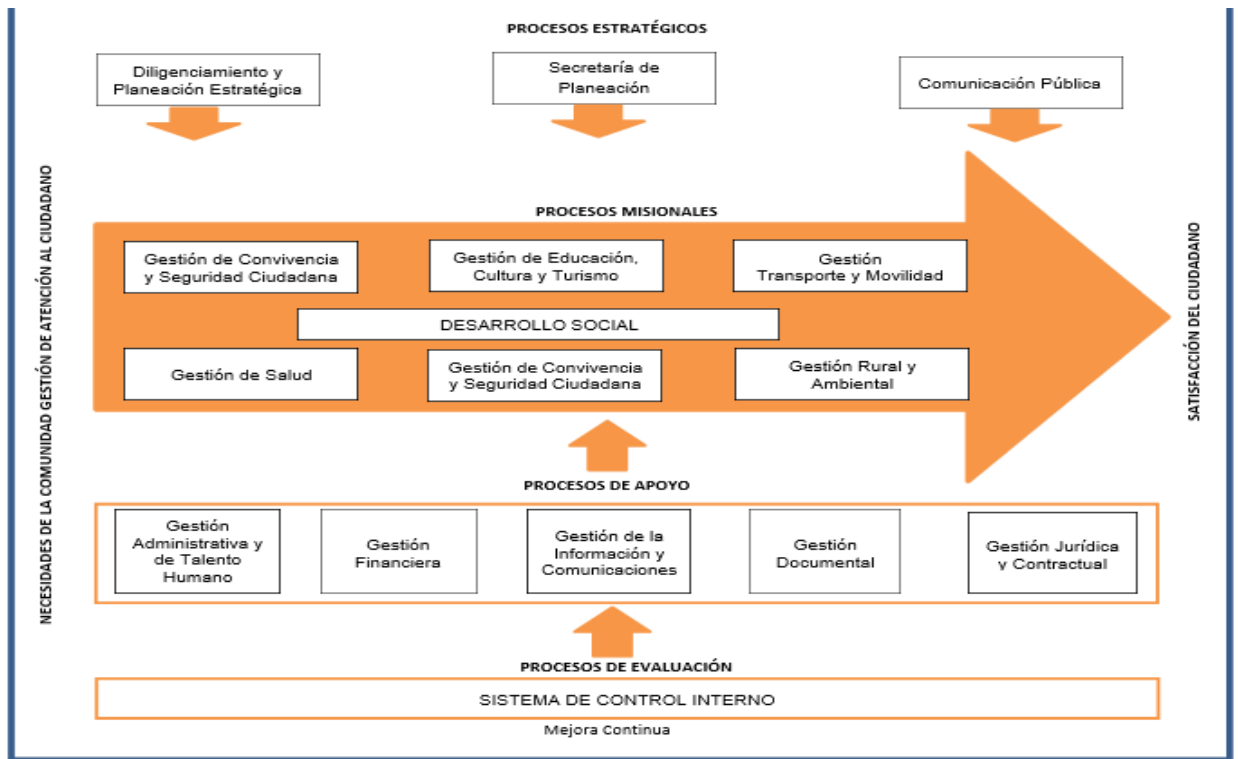 PROCESOS ESTRATÉGICOS
Diligenciamiento y
Planeación Estratégica
Secretaría de
Planeación
Comunicación Pública
NECESIDADES DE LA COMUNIDAD GESTIÓN DE ATENCIÓN AL CIUDADANO
PROCESOS MISIONALES
Gestión de Convivencia
y Seguridad Ciudadana
Gestión de Educación,
Cultura y Turismo
Gestión
Transporte y Movilidad
DESARROLLO SOCIAL
Gestión de Salud
Gestión de Convivencia
y Seguridad Ciudadana
Gestión Rural y
Ambiental
SATISFACCIÓN DEL CIUDADANO
PROCESOS DE APOYO
Gestión
Administrativa y
de Talento
Humano
Gestión
Financiera
Gestión de la
Información y
Comunicaciones
Gestión
Documental
Gestión Jurídica
y Contractual
PROCESOS DE EVALUACIÓN
SISTEMA DE CONTROL INTERNO
Mejora Continua